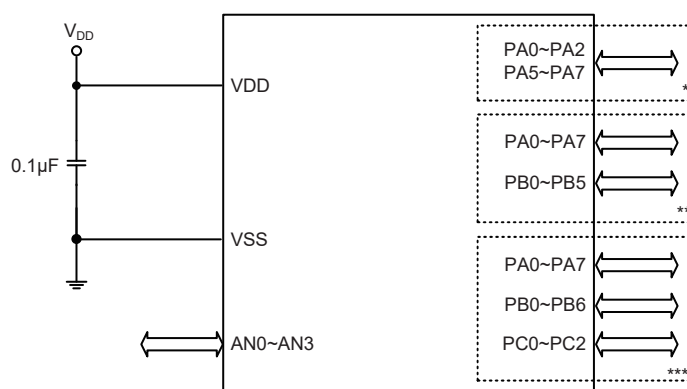 V_DD
VDD
0.1µF
VSS
AN0~AN3
PA0~PA2
PA5~PA7
*
PA0~PA7
PB0~PB5
**
PA0~PA7
PB0~PB6
PC0~PC2
***